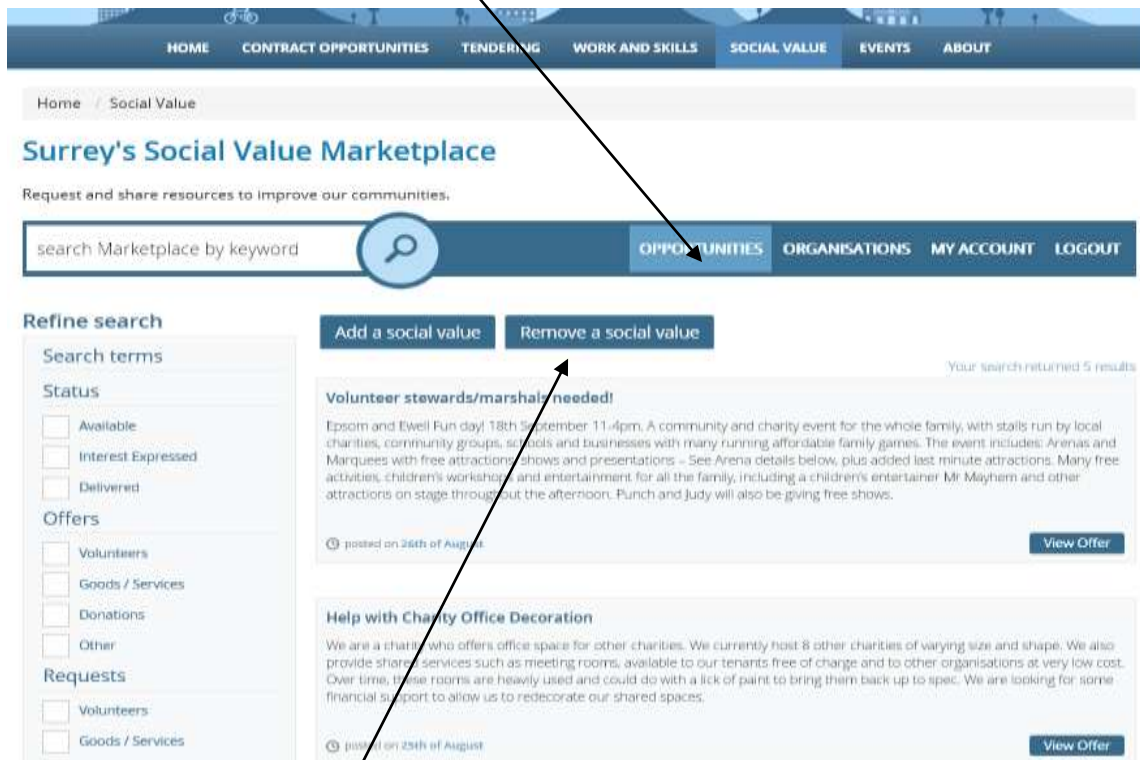 HOME CONTRACT OPPORTUNITIES TENDERING WORK AND SKILLS SOCIAL VALUE EVENTS ABOUT
Home / Social Value
Surrey's Social Value Marketplace
Request and share resources to improve our communities.
search Marketplace by keyword
OPPORTUNITIES ORGANISATIONS MY ACCOUNT LOGOUT
Refine search
Search terms
Status
Available
Interest Expressed
Delivered
Offers
Volunteers
Goods / Services
Donations
Other
Requests
Volunteers
Goods / Services
Add a social value Remove a social value
Your search returned 5 results
Volunteer stewards/marshals needed!
Epsom and Ewell Fun day! 18th September 11-4pm. A community and charity event for the whole family, with stalls run by local
charities, community groups, schools and businesses with many running affordable family games. The event includes: Arenas and
Marquees with free attractions, shows and presentations – See Arena details below, plus added last minute attractions. Many free
activities, children's workshops and entertainment for all the family, including a children's entertainer Mr Mayhem and other
attractions on stage throughout the afternoon. Punch and Judy will also be giving free shows.
posted on 26th of August
View Offer
Help with Charity Office Decoration
We are a charity who offers office space for other charities. We currently host 8 other charities of varying size and shape. We also
provide shared services such as meeting rooms, available to our tenants free of charge and to other organisations at very low cost.
Over time, these rooms are heavily used and could do with a lick of paint to bring them back up to spec. We are looking for some
financial support to allow us to redecorate our shared spaces.
posted on 25th of August
View Offer